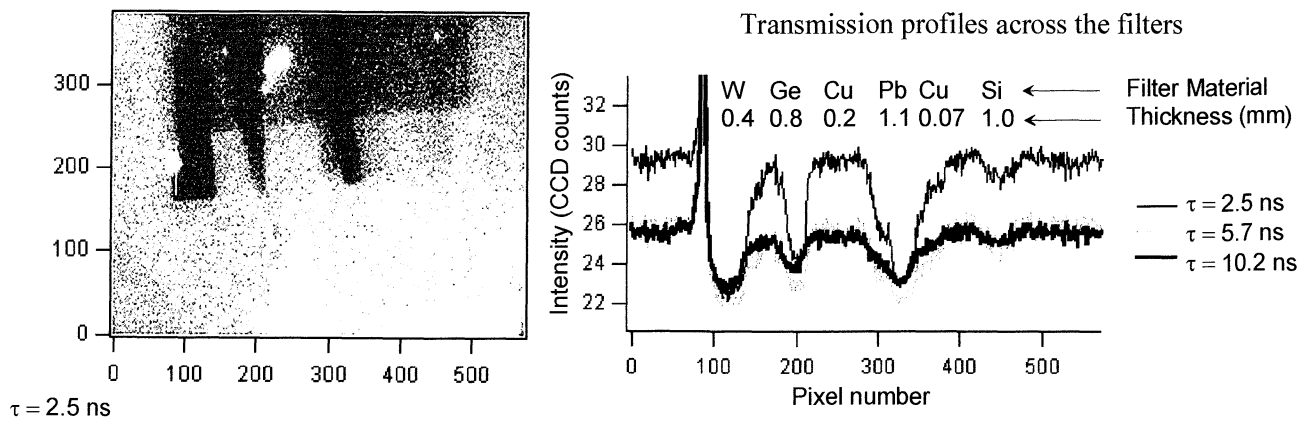 300
200
100
0
0 100 200 300 400 500
τ = 2.5 ns
Transmission profiles across the filters
Intensity (CCD counts)
32
30
28
26
24
22
W Ge Cu Pb Cu Si Filter Material
0.4 0.8 0.2 1.1 0.07 1.0 Thickness (mm)
0 100 200 300 400 500
Pixel number
τ = 2.5 ns
τ = 5.7 ns
τ = 10.2 ns